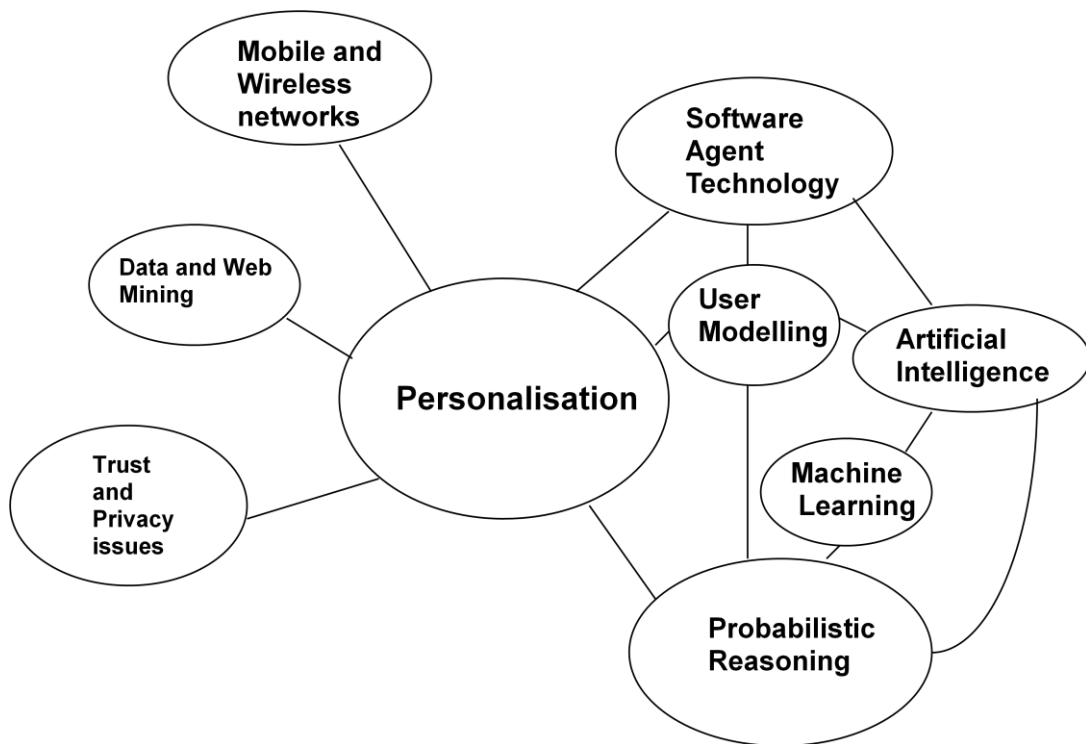 Mobile and
Wireless
networks
Software
Agent
Technology
Data and Web
Mining
User
Modelling
Artificial
Intelligence
Personalisation
Trust
and
Privacy
issues
Machine
Learning
Probabilistic
Reasoning